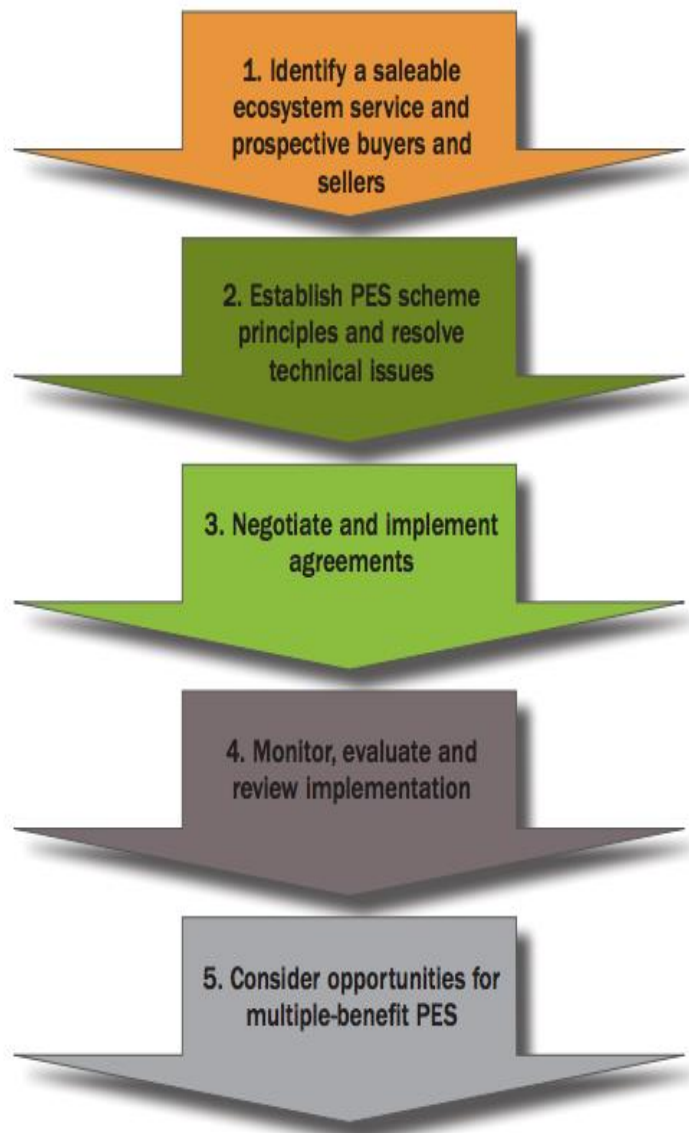 1. Identify a saleable
ecosystem service and
prospective buyers and
sellers
2. Establish PES scheme
principles and resolve
technical issues
3. Negotiate and implement
agreements
4. Monitor, evaluate and
review implementation
5. Consider opportunities for
multiple-benefit PES